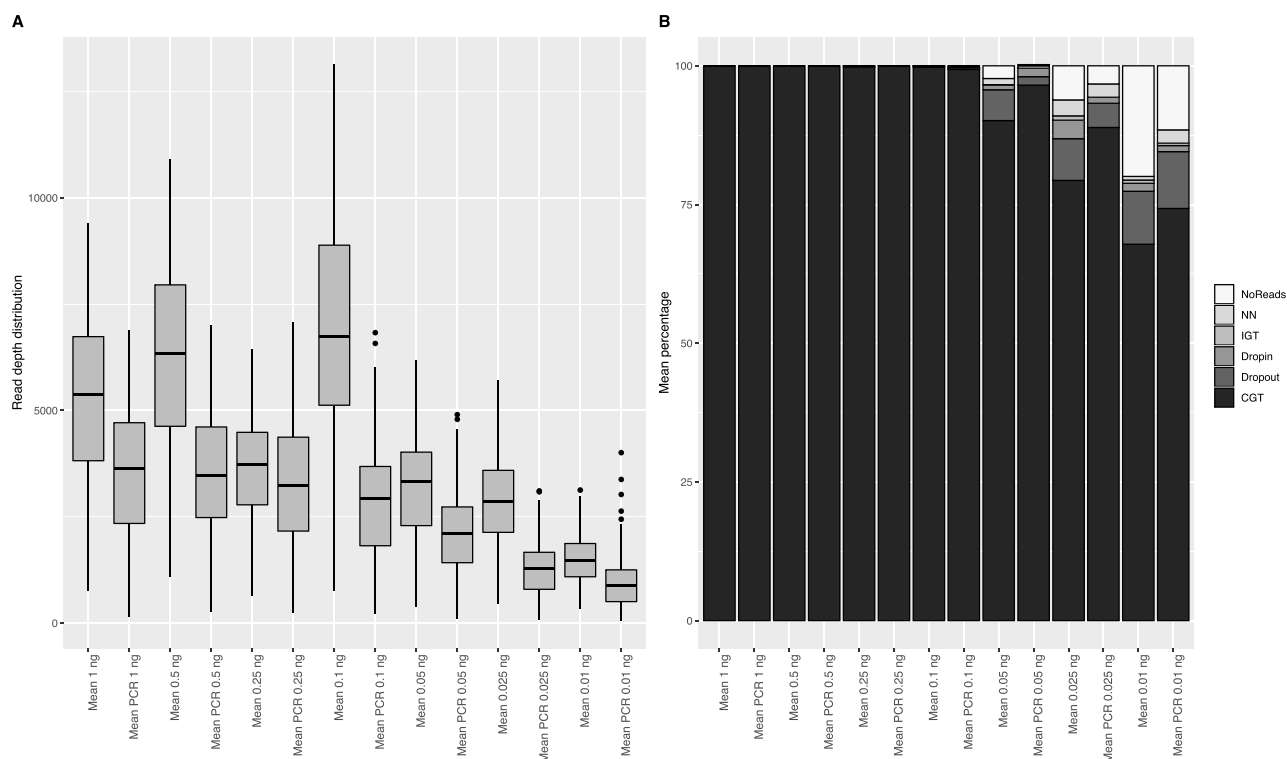 A
Read depth distribution
10000
5000
0
Mean 1 ng
Mean PCR 1 ng
Mean 0.5 ng
Mean PCR 0.5 ng
Mean 0.25 ng
Mean PCR 0.25 ng
Mean 0.1 ng
Mean PCR 0.1 ng
Mean 0.05 ng
Mean PCR 0.05 ng
Mean 0.025 ng
Mean PCR 0.025 ng
Mean 0.01 ng
Mean PCR 0.01 ng
B
Mean percentage
100
75
50
25
0
Mean 1 ng
Mean PCR 1 ng
Mean 0.5 ng
Mean PCR 0.5 ng
Mean 0.25 ng
Mean PCR 0.25 ng
Mean 0.1 ng
Mean PCR 0.1 ng
Mean 0.05 ng
Mean PCR 0.05 ng
Mean 0.025 ng
Mean PCR 0.025 ng
Mean 0.01 ng
Mean PCR 0.01 ng
NoReads
NN
IGT
Dropin
Dropout
CGT